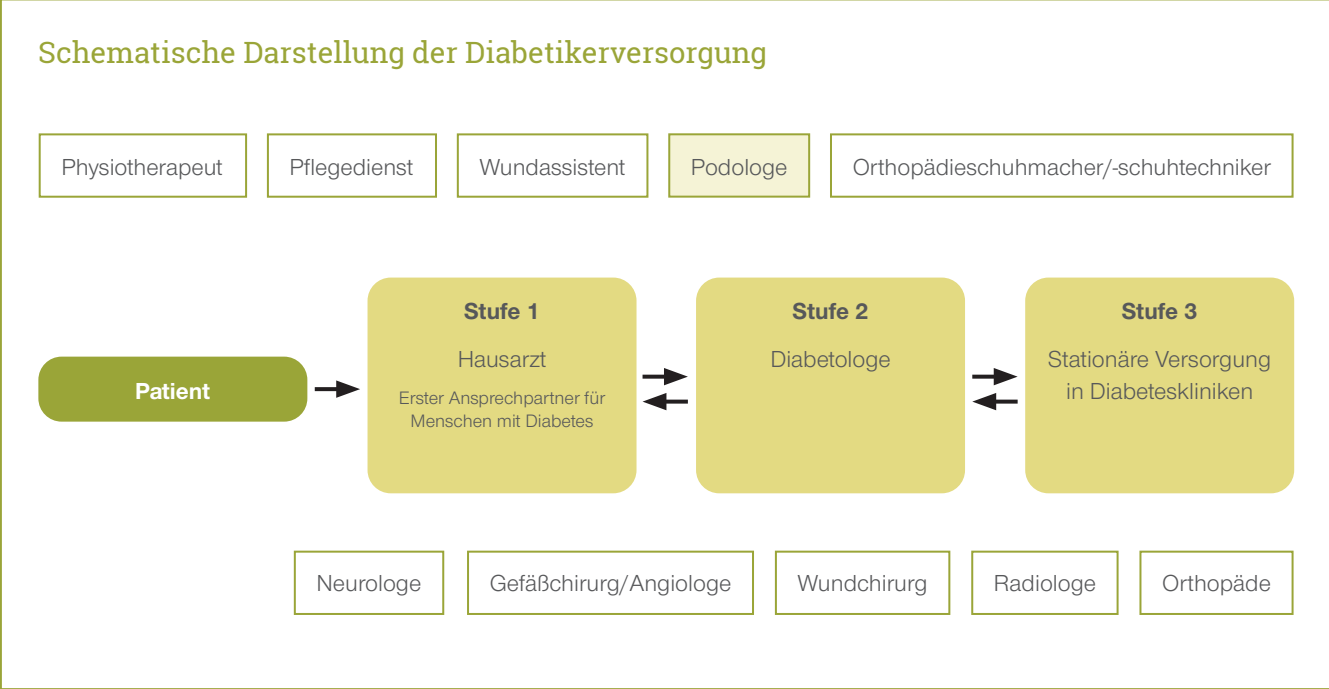 Schematische Darstellung der Diabetikerversorgung
Physiotherapeut
Pflegedienst
Wundassistent
Podologe
Orthopädieschuhmacher/-schuhtechniker
Patient
Stufe 1
Hausarzt
Erster Ansprechpartner für
Menschen mit Diabetes
Stufe 2
Diabetologe
Stufe 3
Stationäre Versorgung
in Diabeteskliniken
Neurologe
Gefäßchirurg/Angiologe
Wundchirurg
Radiologe
Orthopäde